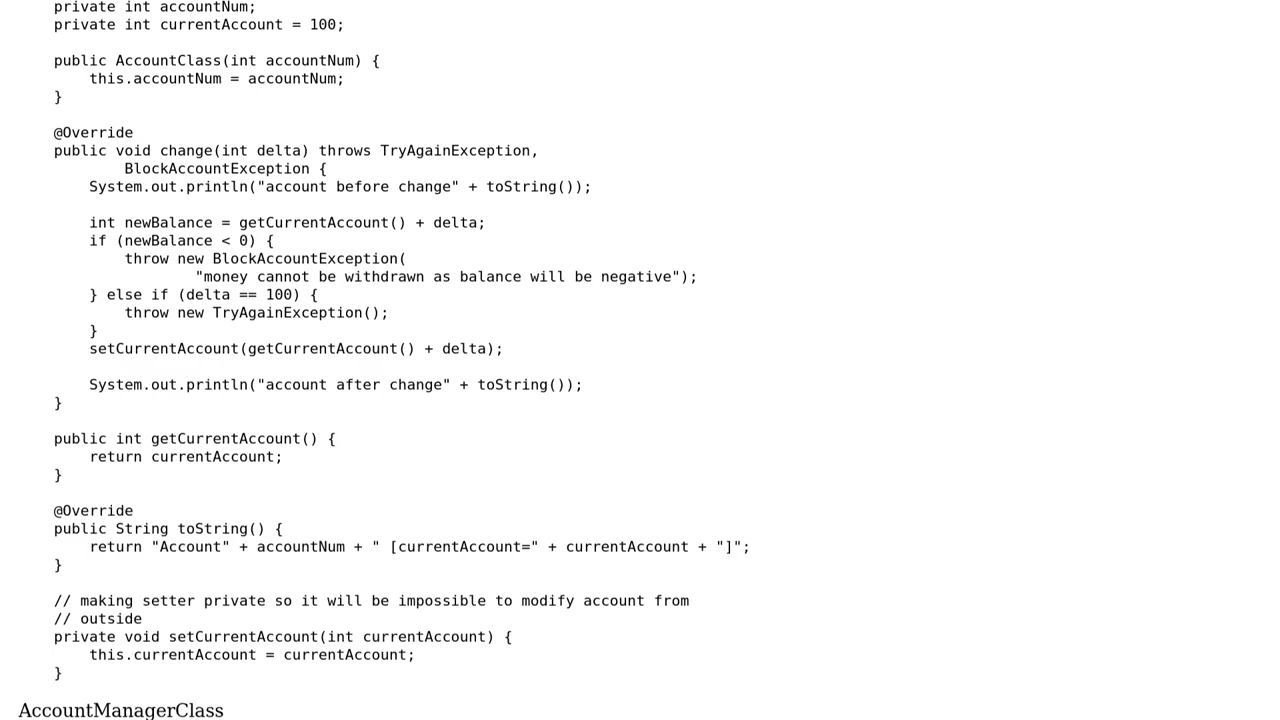 private int accountNum;
private int currentAccount = 100;
public AccountClass(int accountNum) {
this.accountNum = accountNum;
}
@Override
public void change(int delta) throws TryAgainException,
BlockAccountException {
System.out.println("account before change" + toString());
int newBalance = getCurrentAccount() + delta;
if (newBalance < 0) {
throw new BlockAccountException(
"money cannot be withdrawn as balance will be negative");
} else if (delta == 100) {
throw new TryAgainException();
}
setCurrentAccount(getCurrentAccount() + delta);
System.out.println("account after change" + toString());
}
public int getCurrentAccount() {
return currentAccount;
}
@Override
public String toString() {
return "Account" + accountNum + " [currentAccount=" + currentAccount + "]";
}
// making setter private so it will be impossible to modify account from
// outside
private void setCurrentAccount(int currentAccount) {
this.currentAccount = currentAccount;
}
AccountManagerClass